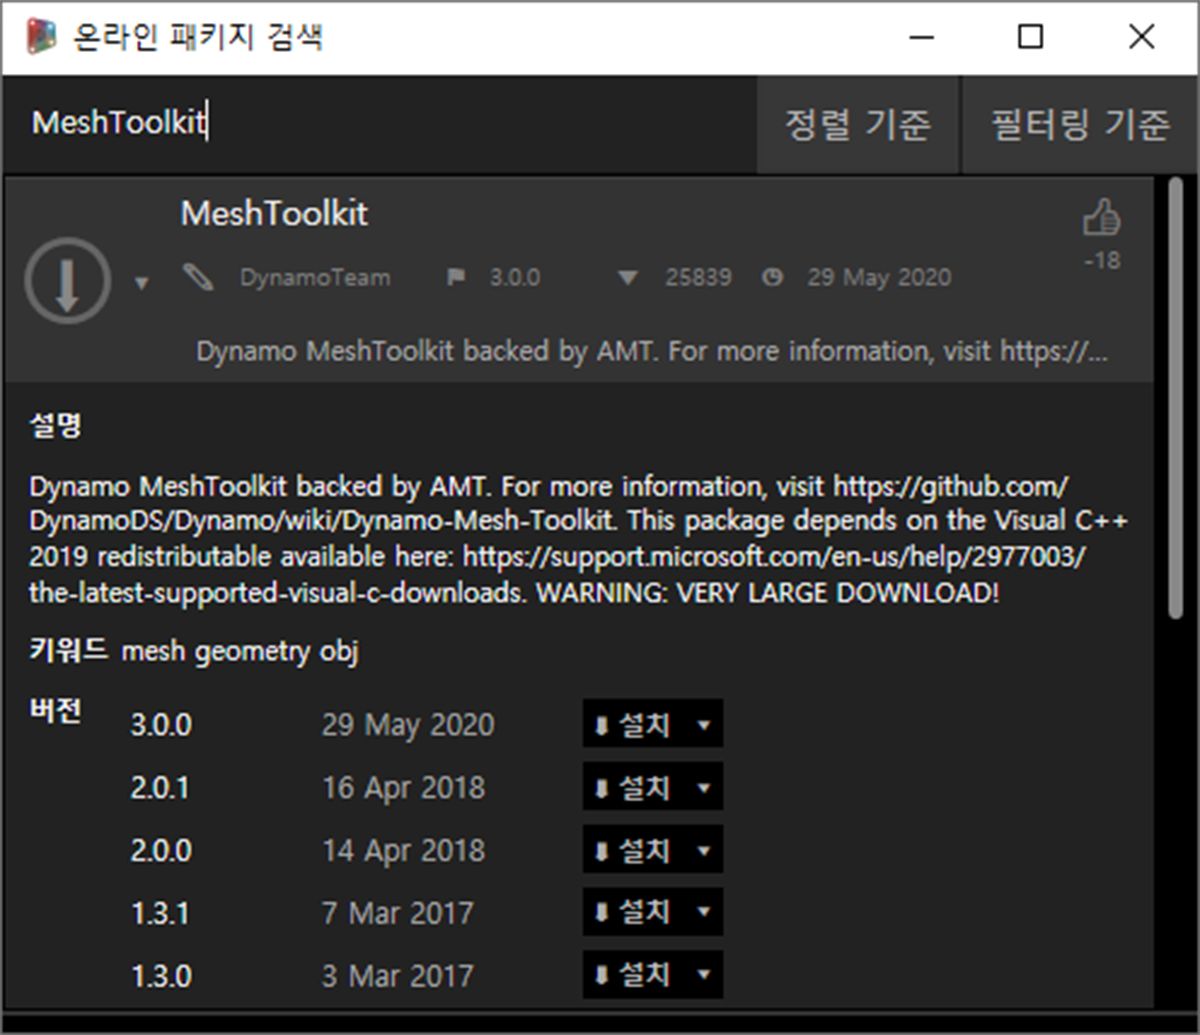 온라인 패키지 검색
MeshToolkit
정렬 기준
필터링 기준
MeshToolkit
DynamoTeam 3.0.0 25839 29 May 2020
-18
Dynamo MeshToolkit backed by AMT. For more information, visit https://...
설명
Dynamo MeshToolkit backed by AMT. For more information, visit https://github.com/
DynamoDS/Dynamo/wiki/Dynamo-Mesh-Toolkit. This package depends on the Visual C++
2019 redistributable available here: https://support.microsoft.com/en-us/help/2977003/
the-latest-supported-visual-c-downloads. WARNING: VERY LARGE DOWNLOAD!
키워드 mesh geometry obj
버전
3.0.0 29 May 2020 설치
2.0.1 16 Apr 2018 설치
2.0.0 14 Apr 2018 설치
1.3.1 7 Mar 2017 설치
1.3.0 3 Mar 2017 설치